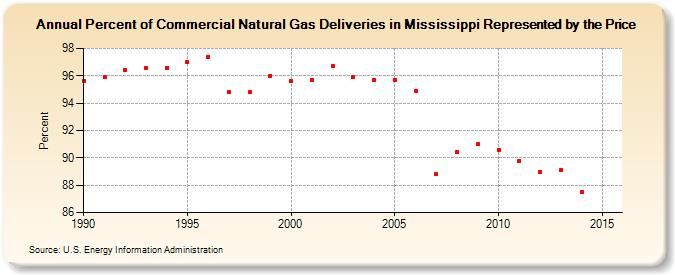 Annual Percent of Commercial Natural Gas Deliveries in Mississippi Represented by the Price
98
96
94
92
90
88
86
Percent
1990 1995 2000 2005 2010 2015
Source: U.S. Energy Information Administration